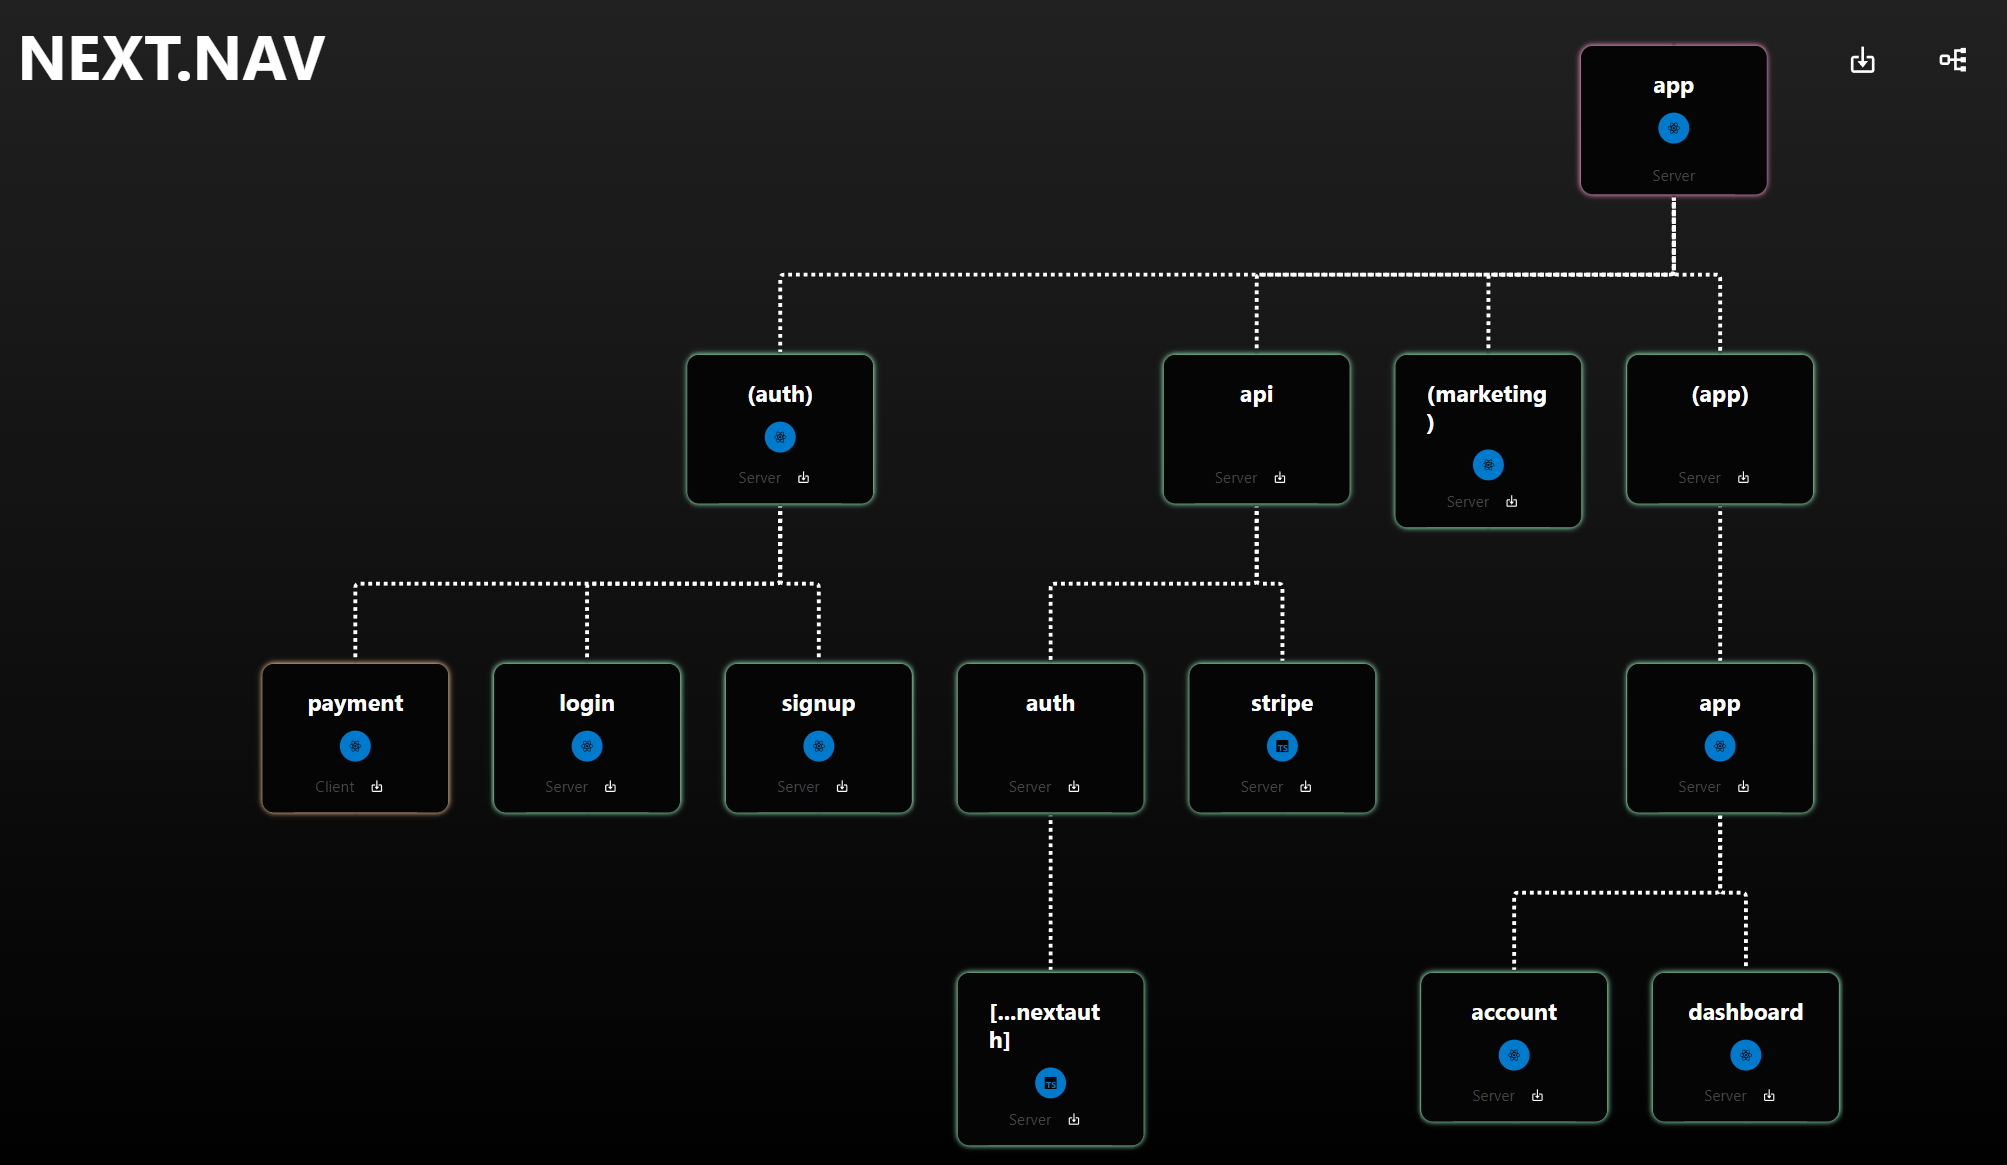 NEXT.NAV
app
Server
(auth)
Server
api
Server
(marketing
)
Server
(app)
Server
payment
Client
login
Server
signup
Server
auth
Server
stripe
TS
Server
app
Server
[...nextaut
h]
TS
Server
account
Server
dashboard
Server